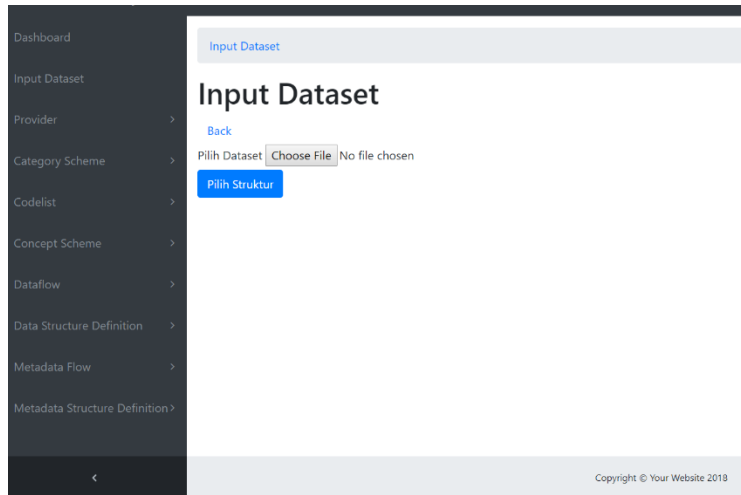 Dashboard
Input Dataset
Provider >
Category Scheme >
Codelist >
Concept Scheme >
Dataflow >
Data Structure Definition >
Metadata Flow >
Metadata Structure Definition >
<
Input Dataset
Input Dataset
Back
Pilih Dataset Choose File No file chosen
Pilih Struktur
Copyright © Your Website 2018